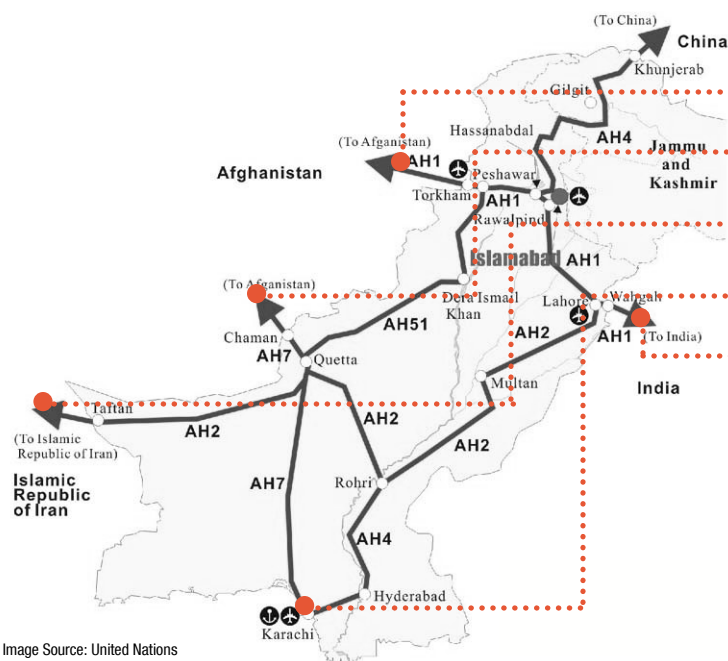 (To China)
China
Khunjerab
Gilgit
Hassanabdal
AH4
(To Afganistan)
Jammu
and
Kashmir
AH1
Afghanistan
Peshawar
Torkham
AH1
Rawalpind
Islamabad
AH1
(To Afganistan)
Dera Ismail
Khan
Lahore
Wahgah
AH51
AH2
AH1
(To India)
Chaman
AH7
Quetta
Multan
India
Taftan
AH2
AH2
AH2
(To Islamic
Republic of Iran)
Islamic
Republic
of Iran
AH7
Rohri
AH4
Hyderabad
Karachi
Image Source: United Nations